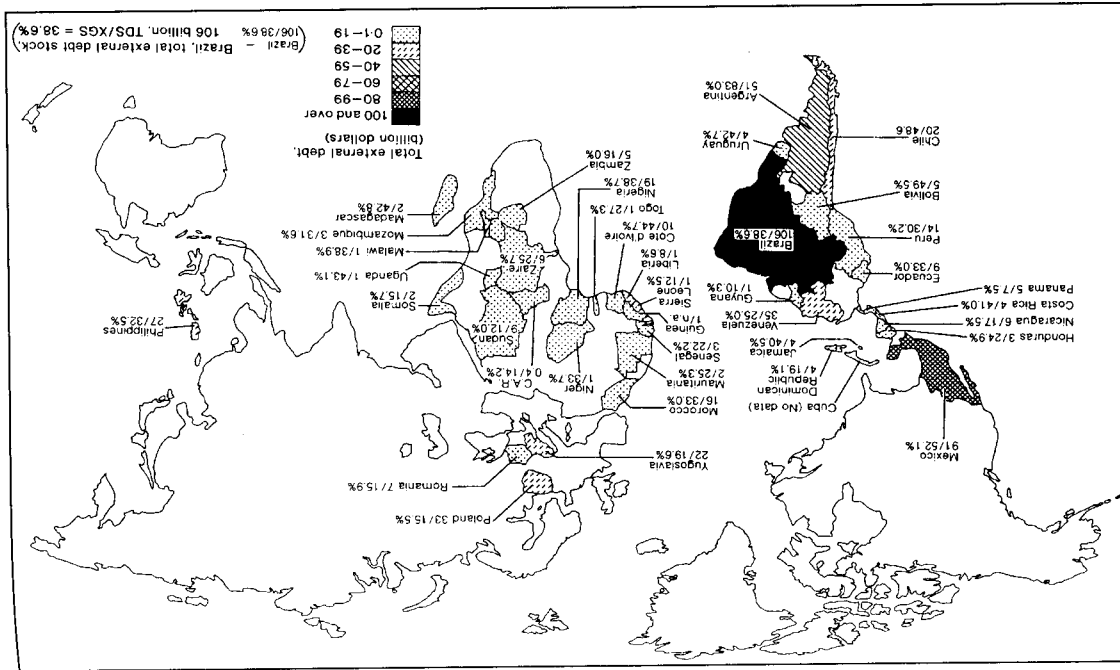 Mexico
91/52.1%
Cuba (No data)
Dominican
Republic
4/19.1%
Jamaica
4/40.5%
Honduras 3/24.9%
Nicaragua 6/17.5%
Costa Rica 4/41.0%
Panama 5/7.5%
Venezuela
35/25.0%
Guyana
1/10.3%
Ecuador
9/33.0%
Peru
14/30.2%
Brazil
106/38.6%
Bolivia
5/49.5%
Chile
20/48.6
Uruguay
4/42.7%
Argentina
51/83.0%
Poland 33/15.5%
Romania 7/15.9%
Yugoslavia
22/19.6%
Morocco
16/33.0%
Mauritania
2/25.3%
Senegal
3/22.2%
Guinea
1/n.a.
Sierra
Leone
1/12.5%
Liberia
1/8.6%
Cote d'Ivoire
10/44.7%
Togo 1/27.3%
Nigeria
19/38.7%
Niger
1/33.7%
C.A.R.
0.4/14.2%
Sudan
9/12.0%
Somalia
2/15.7%
Uganda 1/43.1%
Zaire
6/25.7%
Malawi 1/38.9%
Mozambique 3/31.6%
Madagascar
2/42.8%
Zambia
5/16.0%
Philippines
27/32.5%
Total external debt,
(billion dollars)
100 and over
80–99
60–79
40–59
20–39
0·1–19
(Brazil – Brazil, total external debt stock,
106/38.6% 106 billion, TDS/XGS = 38.6%)